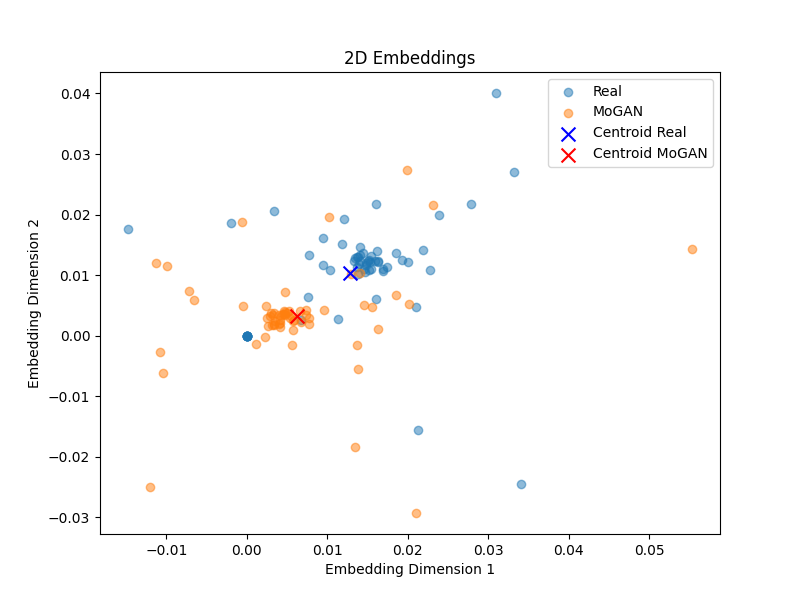 2D Embeddings
Real
MoGAN
Centroid Real
Centroid MoGAN
0.04
0.03
0.02
0.01
0.00
−0.01
−0.02
−0.03
Embedding Dimension 2
−0.01
0.00
0.01
0.02
0.03
0.04
0.05
Embedding Dimension 1